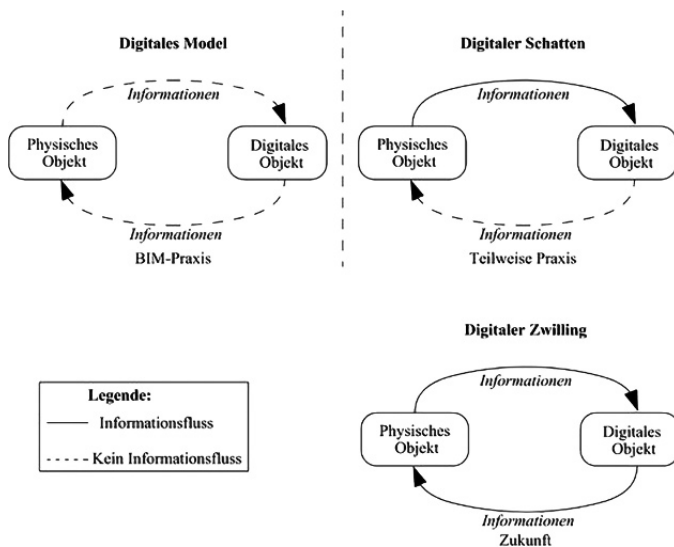 Digitales Model
Informationen
Physisches
Objekt
Digitales
Objekt
Informationen
BIM-Praxis
Digitaler Schatten
Informationen
Physisches
Objekt
Digitales
Objekt
Informationen
Teilweise Praxis
Digitaler Zwilling
Informationen
Physisches
Objekt
Digitales
Objekt
Informationen
Zukunft
Legende:
Informationsfluss
Kein Informationsfluss